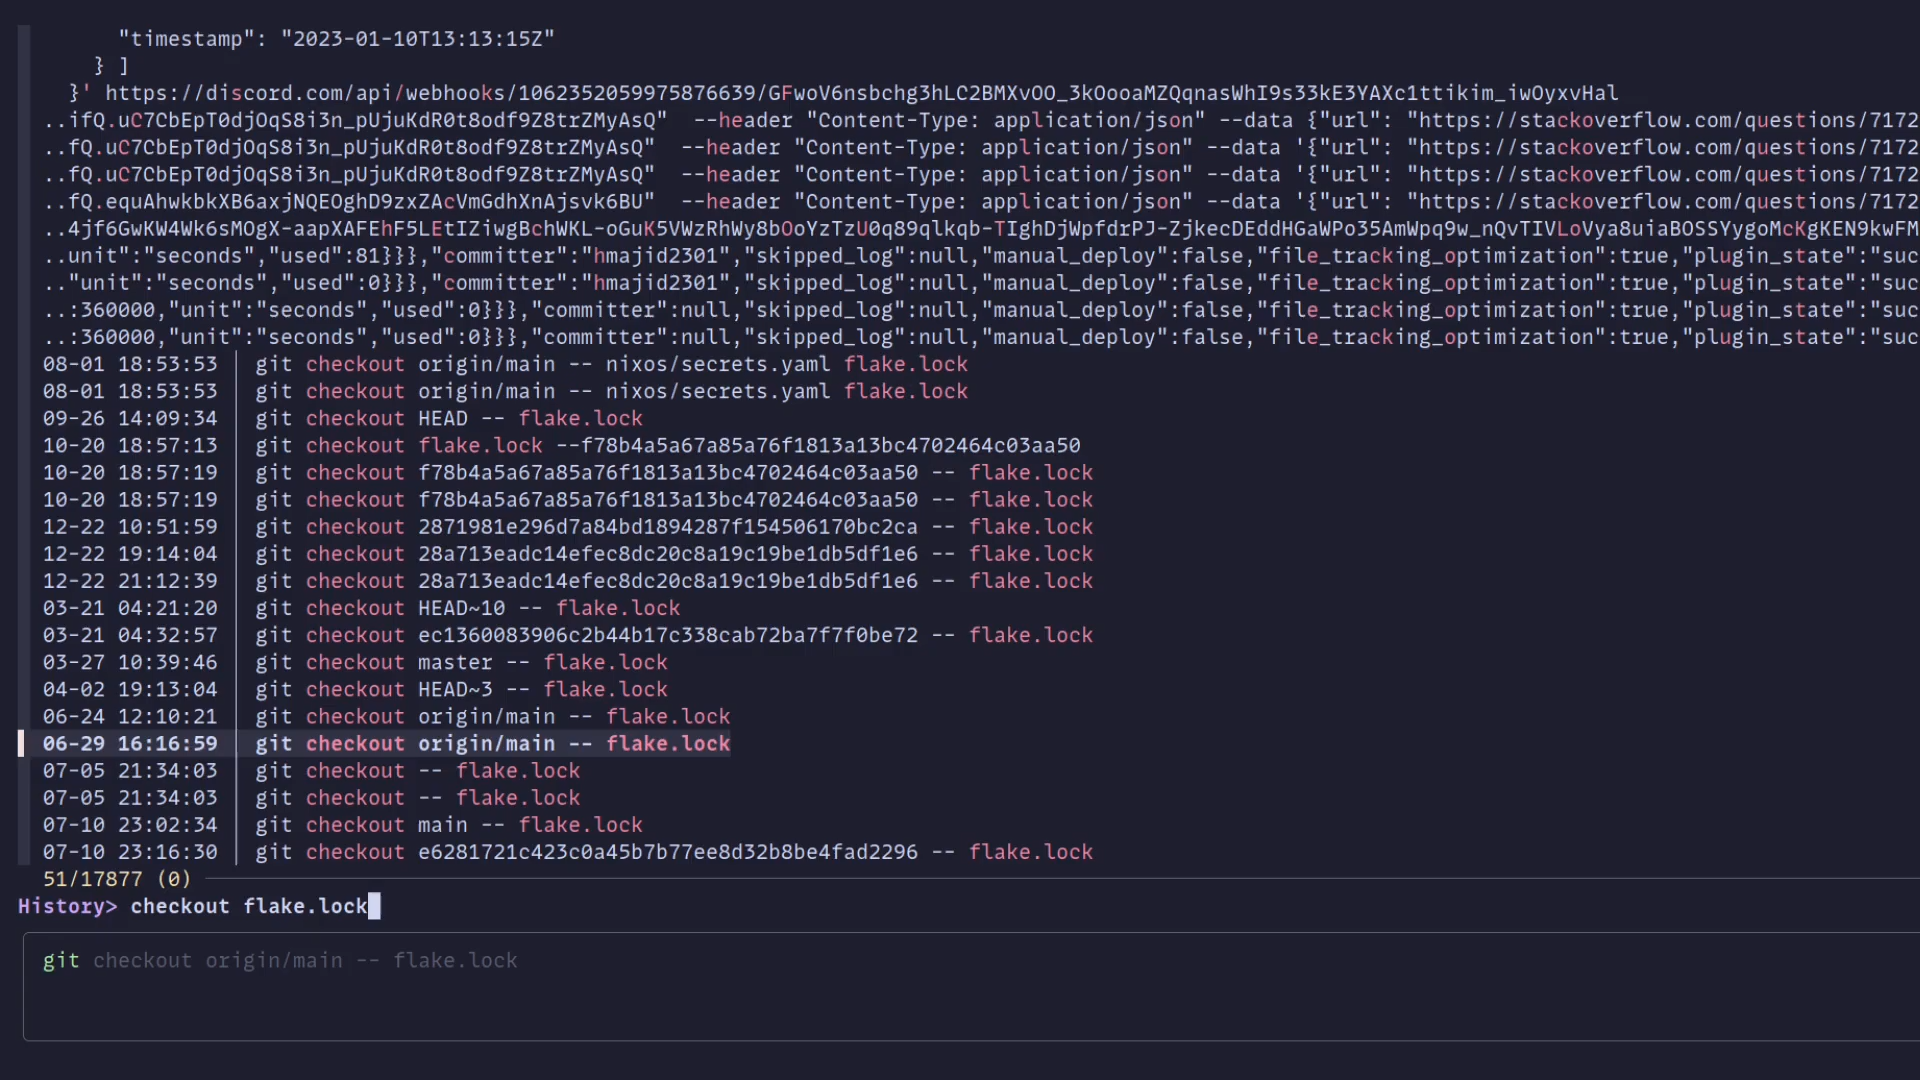 "timestamp": "2023-01-10T13:13:15Z"
} ]
}' https://discord.com/api/webhooks/1062352059975876639/GFwoV6nsbchg3hLC2BMXvOO_3kOooaMZQqnasWhI9s33kE3YAXc1ttikim_iwOyxvHal
..ifQ.uC7CbEpT0djOqS8i3n_pUjuKdR0t8odf9Z8trZMyAsQ" --header "Content-Type: application/json" --data {"url": "https://stackoverflow.com/questions/7172
..fQ.uC7CbEpT0djOqS8i3n_pUjuKdR0t8odf9Z8trZMyAsQ" --header "Content-Type: application/json" --data '{"url": "https://stackoverflow.com/questions/7172
..fQ.uC7CbEpT0djOqS8i3n_pUjuKdR0t8odf9Z8trZMyAsQ" --header "Content-Type: application/json" --data '{"url": "https://stackoverflow.com/questions/7172
..fQ.equAhwkbkXB6axjNQEOghD9zxZAcVmGdhXnAjsvk6BU" --header "Content-Type: application/json" --data '{"url": "https://stackoverflow.com/questions/7172
..4jf6GwKW4Wk6sMOgX-aapXAFEhF5LEtIZiwgBchWKL-oGuK5VWzRhWy8bOoYzTzU0q89qlkqb-TIghDjWpfdrPJ-ZjkecDEddHGaWPo35AmWpq9w_nQvTIVLoVya8uiaBOSSYygoMcKgKEN9kwFM
..unit":"seconds","used":81}}},"committer":"hmajid2301","skipped_log":null,"manual_deploy":false,"file_tracking_optimization":true,"plugin_state":"suc
.."unit":"seconds","used":0}}},"committer":"hmajid2301","skipped_log":null,"manual_deploy":false,"file_tracking_optimization":true,"plugin_state":"suc
..:360000,"unit":"seconds","used":0}}},"committer":null,"skipped_log":null,"manual_deploy":false,"file_tracking_optimization":true,"plugin_state":"suc
..:360000,"unit":"seconds","used":0}}},"committer":null,"skipped_log":null,"manual_deploy":false,"file_tracking_optimization":true,"plugin_state":"suc
08-01 18:53:53 │ git checkout origin/main -- nixos/secrets.yaml flake.lock
08-01 18:53:53 │ git checkout origin/main -- nixos/secrets.yaml flake.lock
09-26 14:09:34 │ git checkout HEAD -- flake.lock
10-20 18:57:13 │ git checkout flake.lock --f78b4a5a67a85a76f1813a13bc4702464c03aa50
10-20 18:57:19 │ git checkout f78b4a5a67a85a76f1813a13bc4702464c03aa50 -- flake.lock
10-20 18:57:19 │ git checkout f78b4a5a67a85a76f1813a13bc4702464c03aa50 -- flake.lock
12-22 10:51:59 │ git checkout 2871981e296d7a84bd1894287f154506170bc2ca -- flake.lock
12-22 19:14:04 │ git checkout 28a713eadc14efec8dc20c8a19c19be1db5df1e6 -- flake.lock
12-22 21:12:39 │ git checkout 28a713eadc14efec8dc20c8a19c19be1db5df1e6 -- flake.lock
03-21 04:21:20 │ git checkout HEAD~10 -- flake.lock
03-21 04:32:57 │ git checkout ec1360083906c2b44b17c338cab72ba7f7f0be72 -- flake.lock
03-27 10:39:46 │ git checkout master -- flake.lock
04-02 19:13:04 │ git checkout HEAD~3 -- flake.lock
06-24 12:10:21 │ git checkout origin/main -- flake.lock
06-29 16:16:59 │ git checkout origin/main -- flake.lock
07-05 21:34:03 │ git checkout -- flake.lock
07-05 21:34:03 │ git checkout -- flake.lock
07-10 23:02:34 │ git checkout main -- flake.lock
07-10 23:16:30 │ git checkout e6281721c423c0a45b7b77ee8d32b8be4fad2296 -- flake.lock
51/17877 (0)
History> checkout flake.lock
git checkout origin/main -- flake.lock